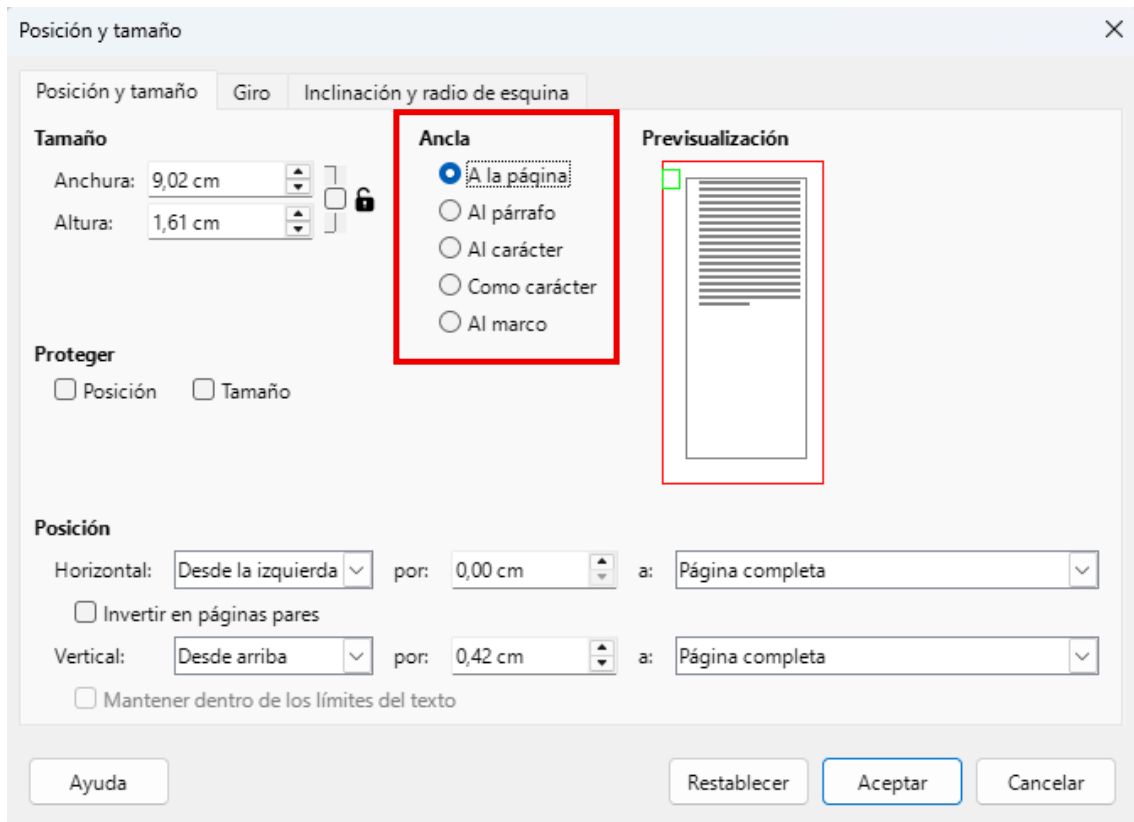 Posición y tamaño
Posición y tamaño Giro Inclinación y radio de esquina
Tamaño
Anchura: 9,02 cm
Altura: 1,61 cm
Ancla
A la página
Al párrafo
Al carácter
Como carácter
Al marco
Previsualización
Proteger
Posición Tamaño
Posición
Horizontal: Desde la izquierda por: 0,00 cm a: Página completa
Invertir en páginas pares
Vertical: Desde arriba por: 0,42 cm a: Página completa
Mantener dentro de los límites del texto
Ayuda Restablecer Aceptar Cancelar